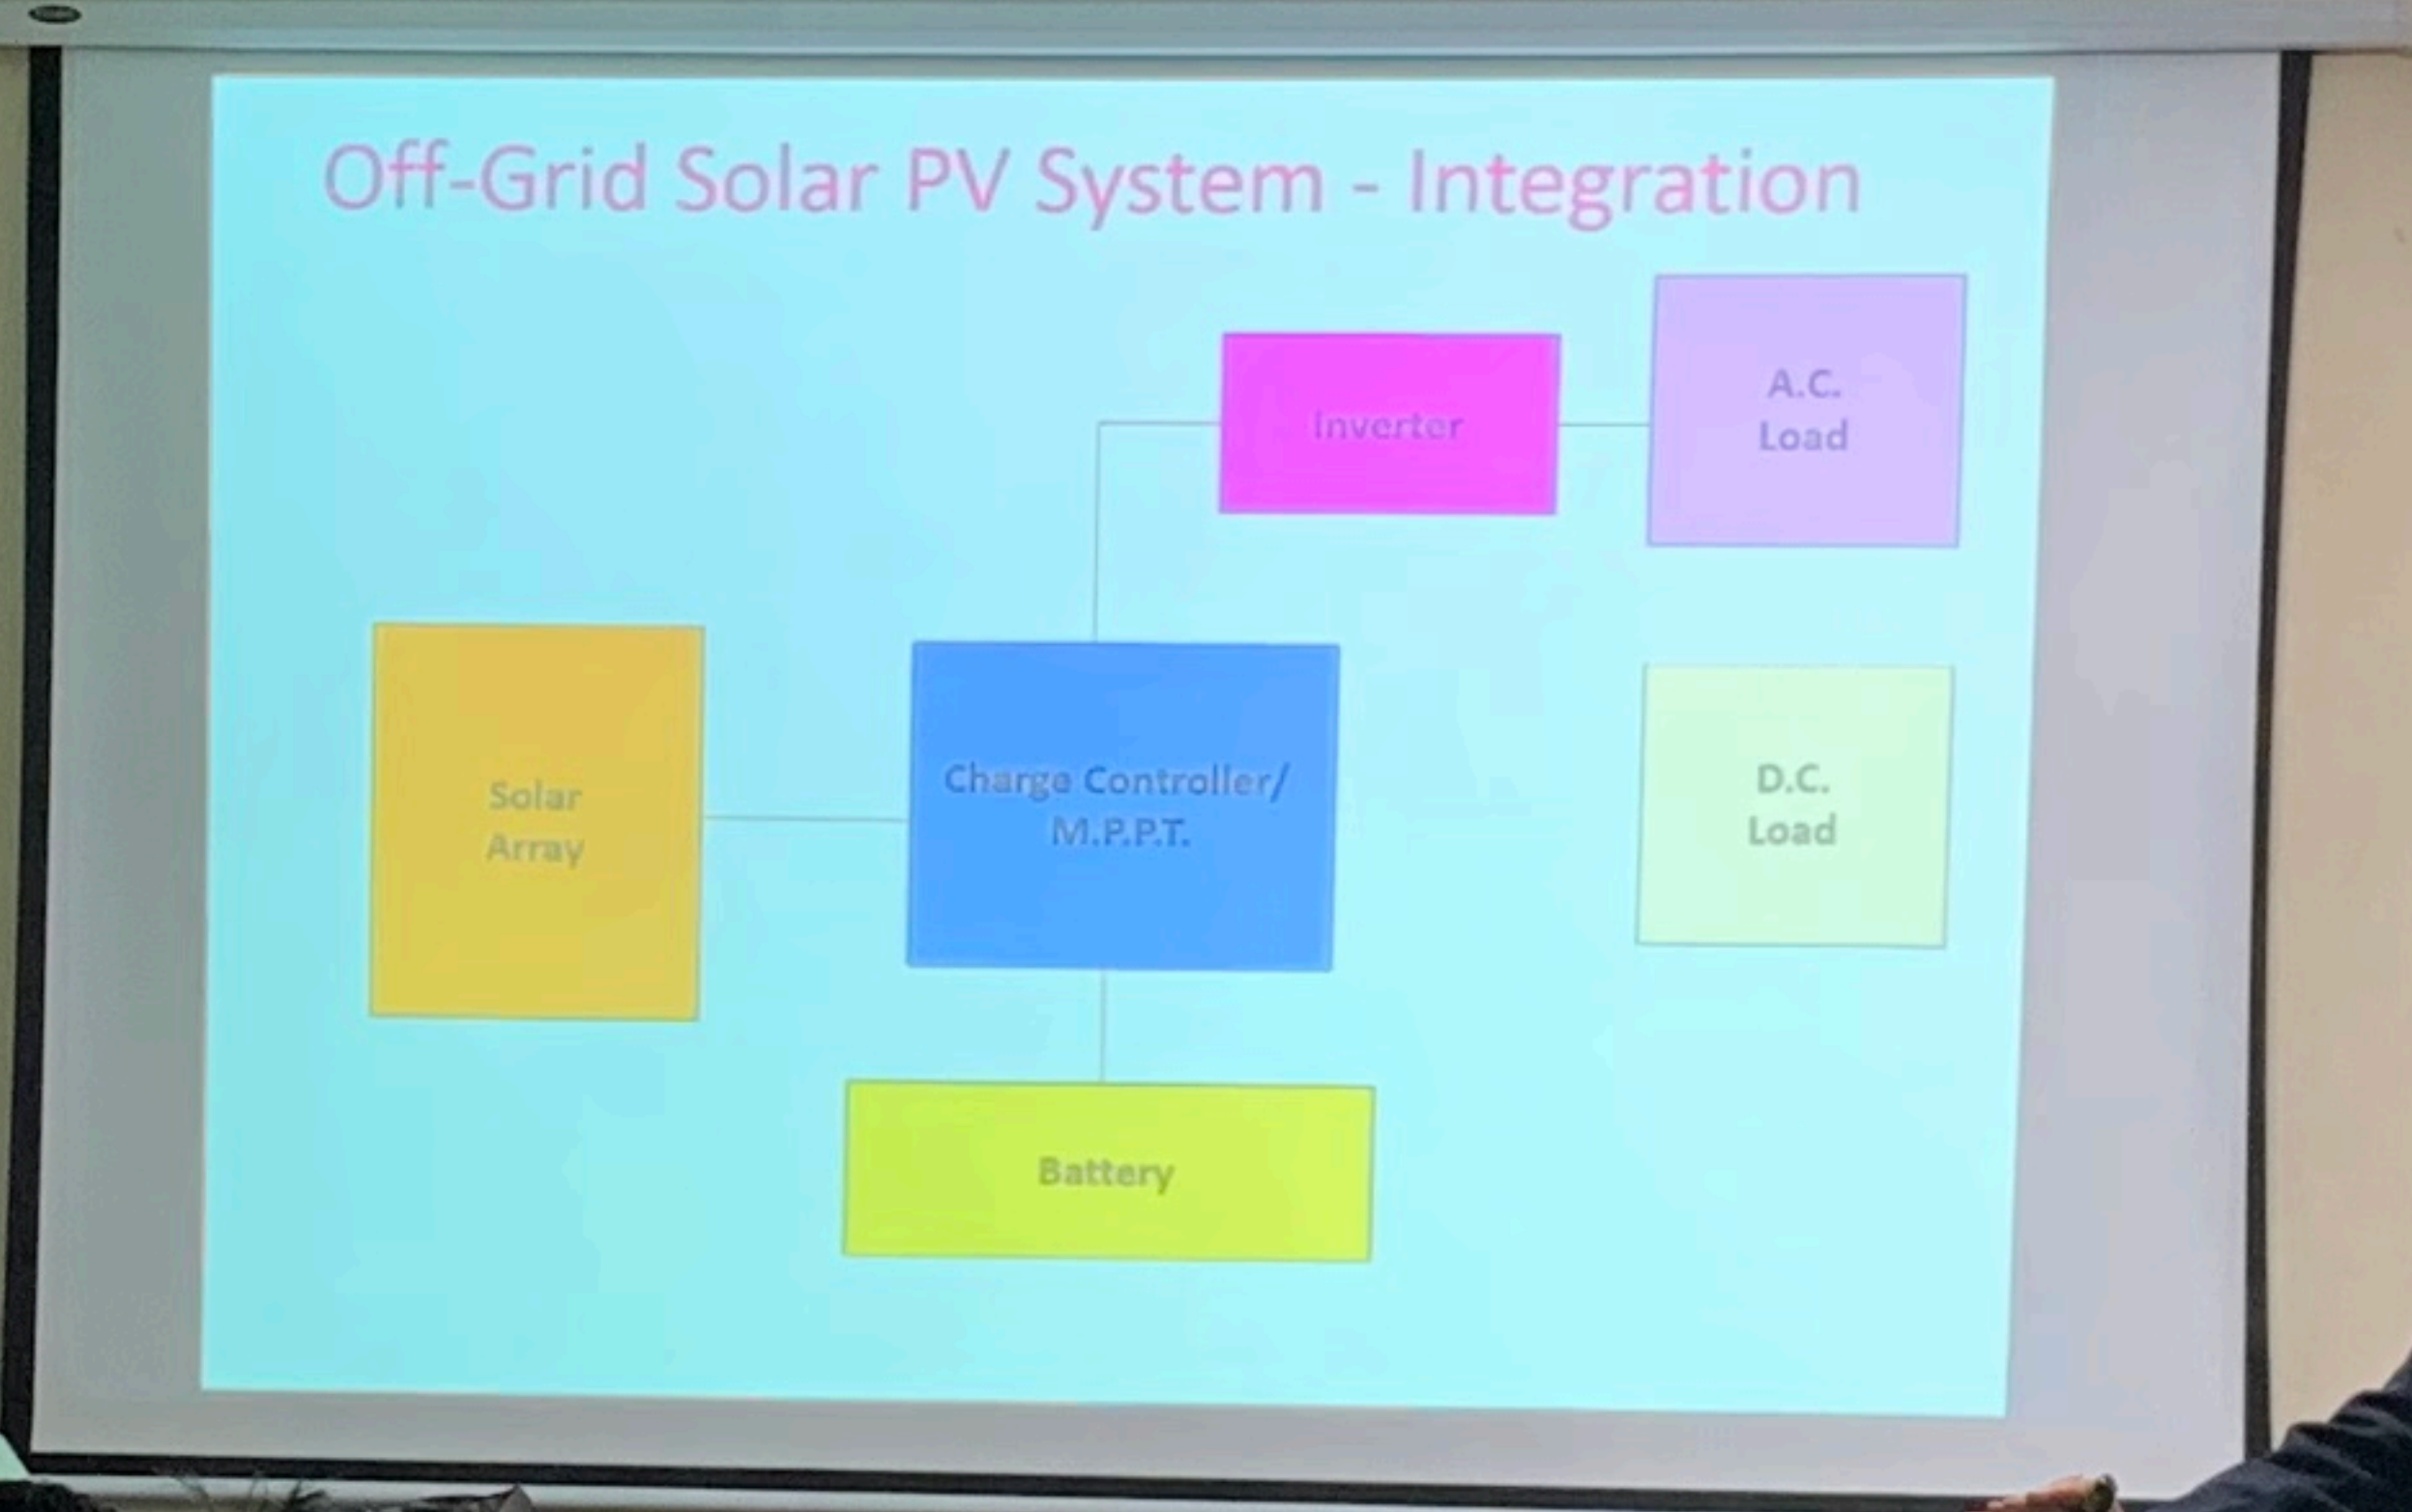 Off-Grid Solar PV System - Integration
Inverter
A.C.
Load
Solar
Array
Charge Controller/
M.P.P.T.
D.C.
Load
Battery